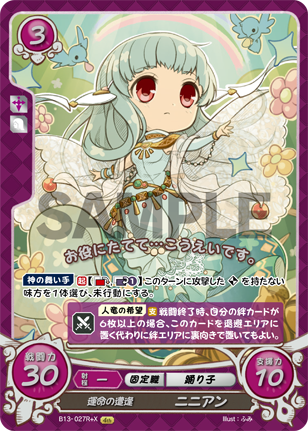 3
SAMPLE
お役にたてて…こうえいです。
神の舞い手 起【 、 1】このターンに攻撃した を持たない
味方を1体選び、未行動にする。
人竜の希望 支 戦闘終了時、自分の絆カードが
6枚以上の場合、このカードを退避エリアに
置く代わりに絆エリアに裏向きで置いてもよい。
戦闘力
30
射程 一 固定職 踊り子
支援力
10
運命の邂逅 ニニアン
B13-027R+X
Illust：ふみ